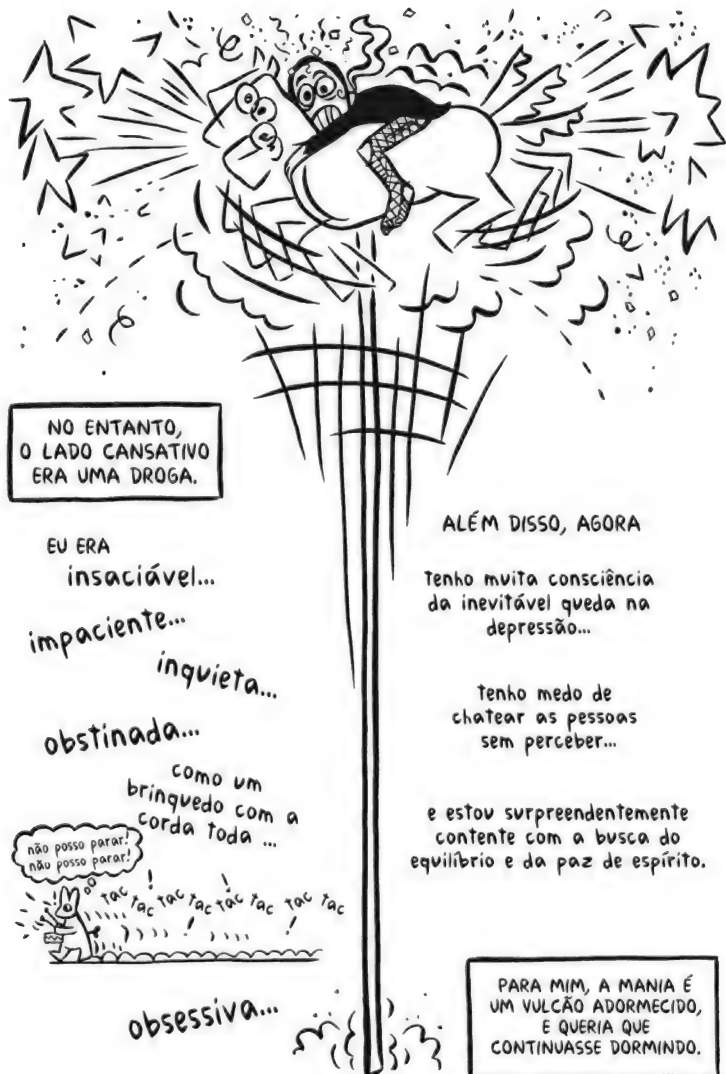 NO ENTANTO,
O LADO CANSATIVO
ERA UMA DROGA.
EU ERA
insaciável...
impaciente...
inquieta...
obstinada...
como um
brinquedo com a
corda toda ...
não posso parar!
não posso parar!
tac tac tac tac tac tac tac tac
obsessiva...
ALÉM DISSO, AGORA
tenho muita consciência
da inevitável queda na
depressão...
tenho medo de
chatear as pessoas
sem perceber...
e estou surpreendentemente
contente com a busca do
equilíbrio e da paz de espírito.
PARA MIM, A MANIA É
UM VULCÃO ADORMECIDO,
E QUERIA QUE
CONTINUASSE DORMINDO.